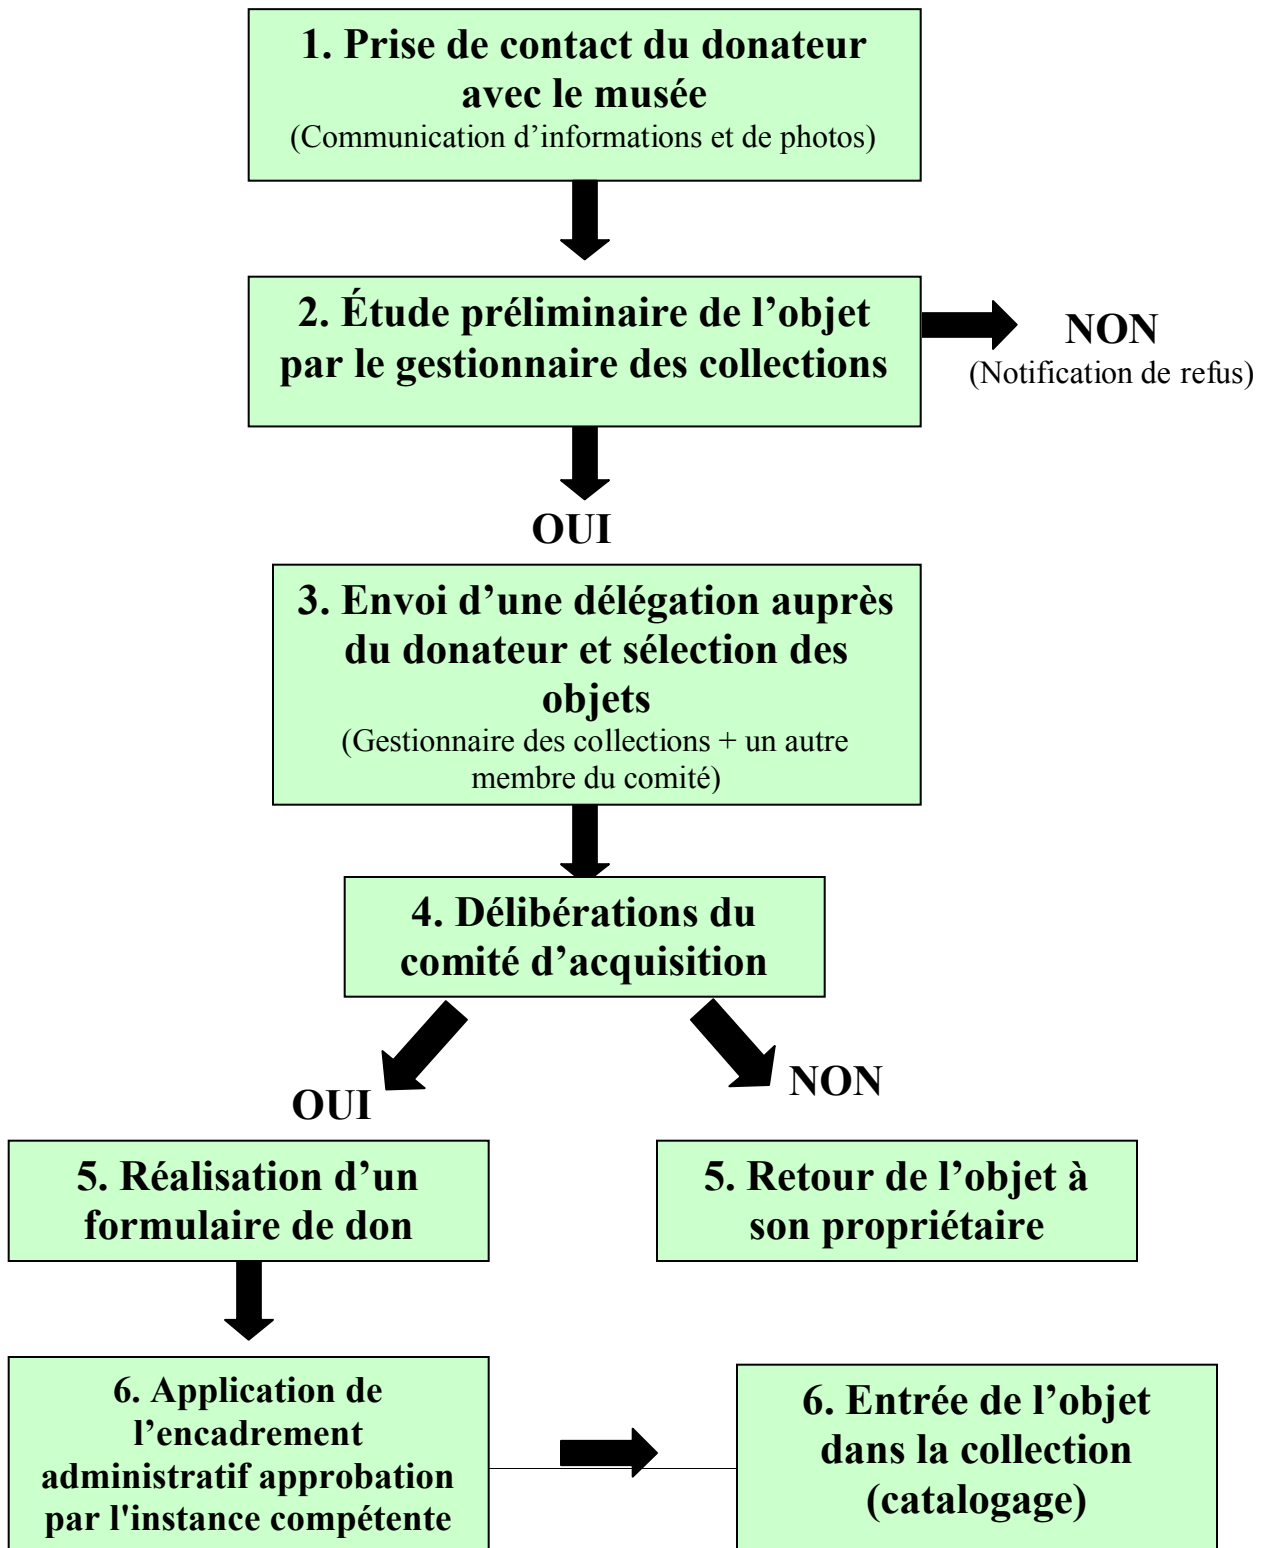 1. Prise de contact du donateur
avec le musée
(Communication d’informations et de photos)
2. Étude préliminaire de l’objet
par le gestionnaire des collections
NON
(Notification de refus)
OUI
3. Envoi d’une délégation auprès
du donateur et sélection des
objets
(Gestionnaire des collections + un autre
membre du comité)
4. Délibérations du
comité d’acquisition
OUI
NON
5. Réalisation d’un
formulaire de don
5. Retour de l’objet à
son propriétaire
6. Application de
l’encadrement
administratif approbation
par l'instance compétente
6. Entrée de l’objet
dans la collection
(catalogage)